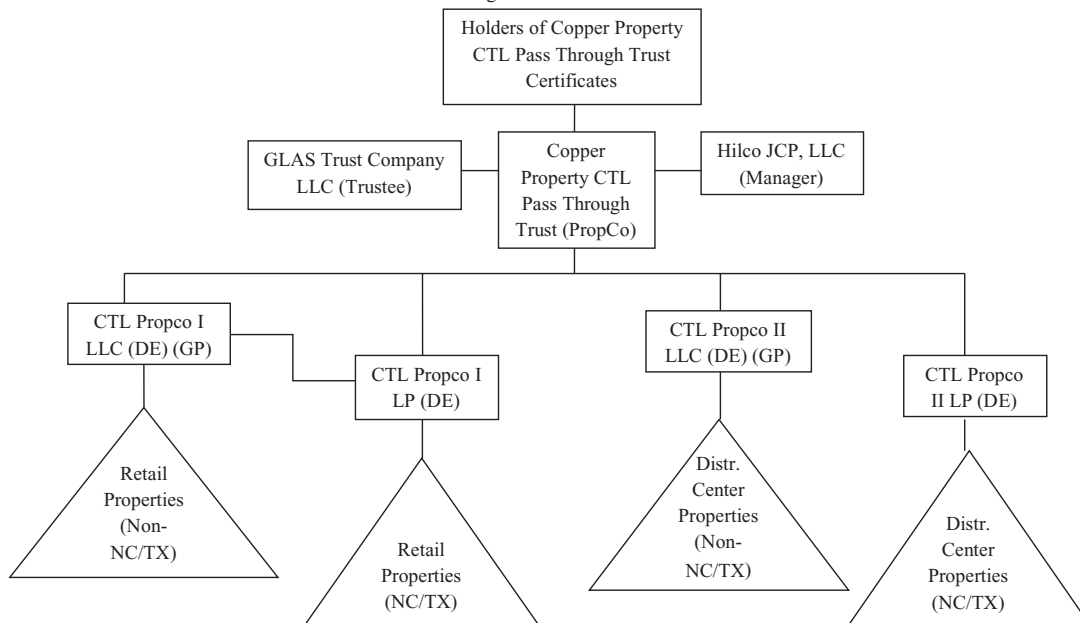 Holders of Copper Property
CTL Pass Through Trust
Certificates
GLAS Trust Company
LLC (Trustee)
Copper
Property CTL
Pass Through
Trust (PropCo)
Hilco JCP, LLC
(Manager)
CTL Propco I
LLC (DE) (GP)
CTL Propco I
LP (DE)
CTL Propco II
LLC (DE) (GP)
CTL Propco
II LP (DE)
Retail
Properties
(Non-
NC/TX)
Retail
Properties
(NC/TX)
Distr.
Center
Properties
(Non-
NC/TX)
Distr.
Center
Properties
(NC/TX)